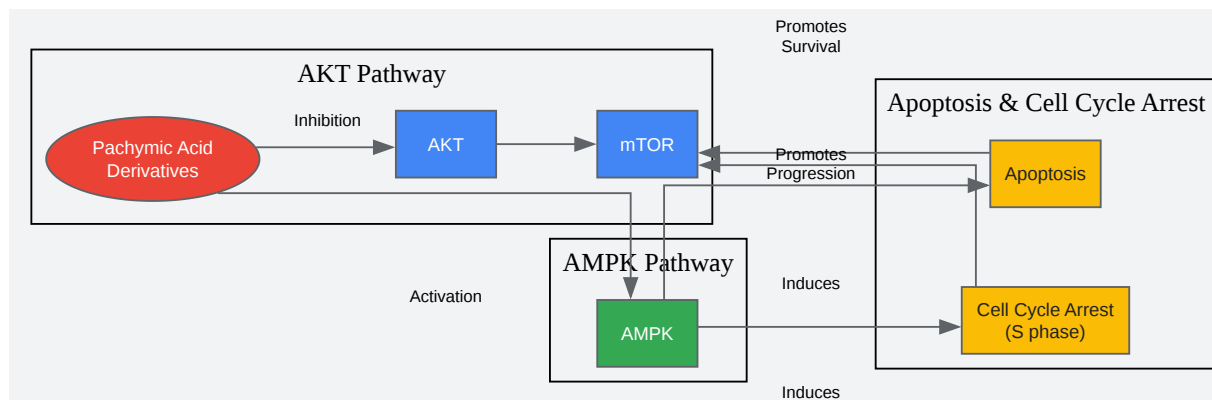 Promotes
Survival
AKT Pathway
Apoptosis & Cell Cycle Arrest
Inhibition
Pachymic Acid
Derivatives
AKT
mTOR
Promotes
Progression
Apoptosis
AMPK Pathway
Activation
Induces
AMPK
Cell Cycle Arrest
(S phase)
Induces